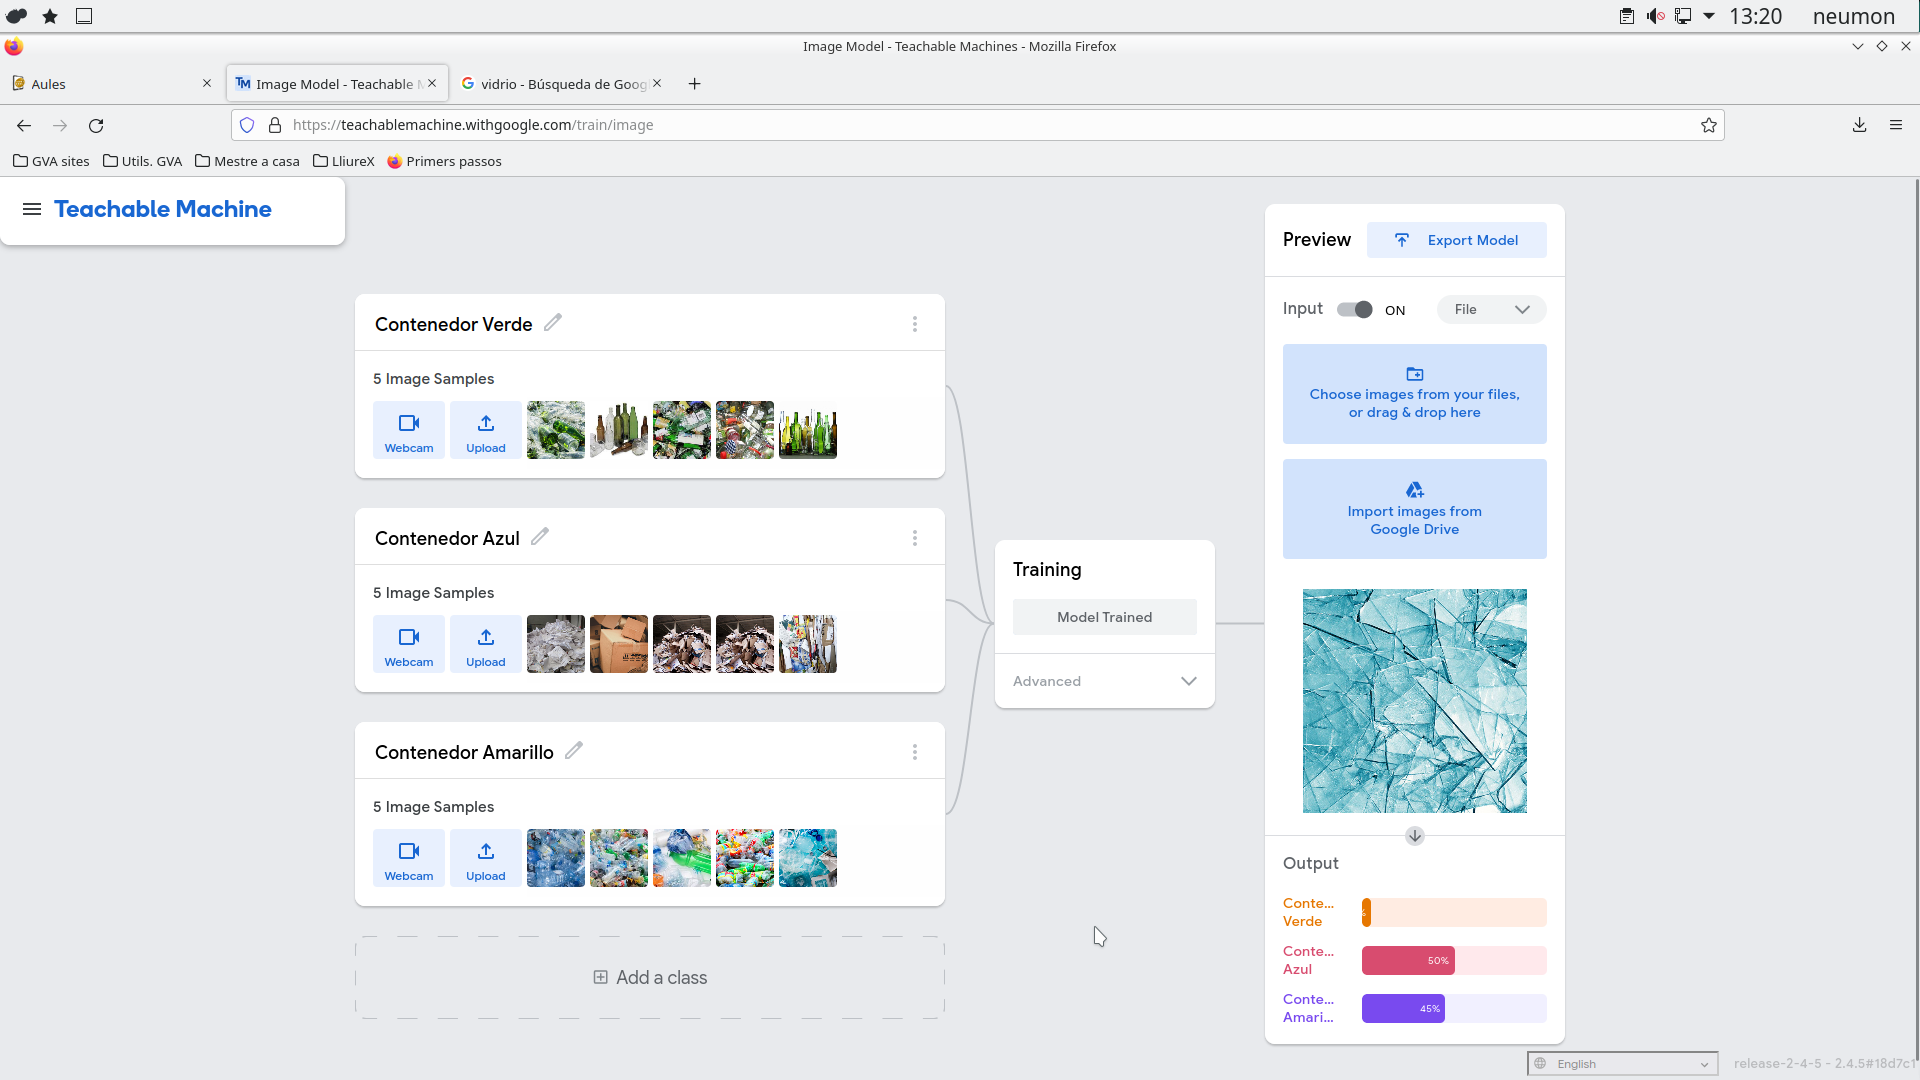 13:20
neumon
Image Model - Teachable Machines - Mozilla Firefox
Aules
Image Model - Teachable M
vidrio - Búsqueda de Goog
https://teachablemachine.withgoogle.com/train/image
GVA sites
Utils. GVA
Mestre a casa
LliureX
Primers passos
Teachable Machine
Contenedor Verde
5 Image Samples
Webcam
Upload
Contenedor Azul
5 Image Samples
Webcam
Upload
Contenedor Amarillo
5 Image Samples
Webcam
Upload
Add a class
Training
Model Trained
Advanced
Preview
Export Model
Input
ON
File
Choose images from your files,
or drag & drop here
Import images from
Google Drive
Output
Conte...
Verde
Conte...
Azul
50%
Conte...
Amari...
45%
English
release-2-4-5 - 2.4.5#18d7c1